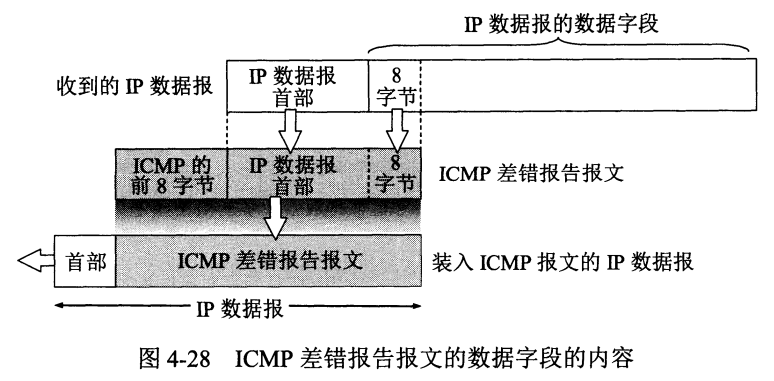 IP 数据报的数据字段
收到的 IP 数据报
IP 数据报
首部
8
字节
ICMP 的
前 8 字节
IP 数据报
首部
8
字节
ICMP 差错报告报文
首部
ICMP 差错报告报文
装入 ICMP 报文的 IP 数据报
IP 数据报
图 4-28 ICMP 差错报告报文的数据字段的内容